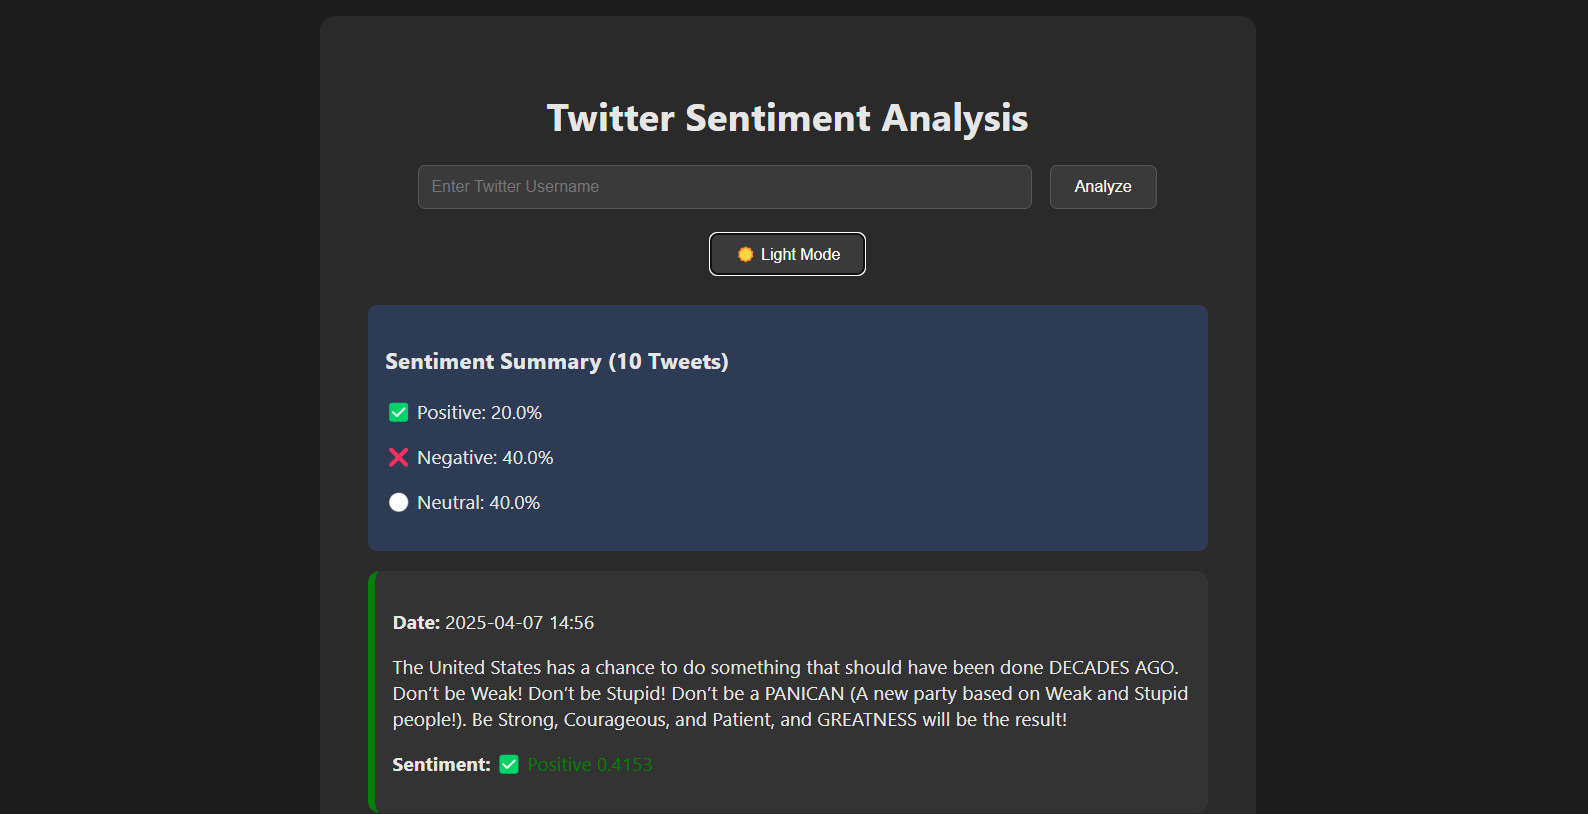 Twitter Sentiment Analysis
Enter Twitter Username
Analyze
Light Mode
Sentiment Summary (10 Tweets)
Positive: 20.0%
Negative: 40.0%
Neutral: 40.0%
Date: 2025-04-07 14:56
The United States has a chance to do something that should have been done DECADES AGO.
Don’t be Weak! Don’t be Stupid! Don’t be a PANICAN (A new party based on Weak and Stupid
people!). Be Strong, Courageous, and Patient, and GREATNESS will be the result!
Sentiment: ✅ Positive 0.4153